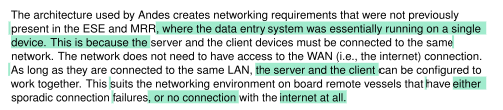 The architecture used by Andes creates networking requirements that were not previously
present in the ESE and MRR, where the data entry system was essentially running on a single
device. This is because the server and the client devices must be connected to the same
network. The network does not need to have access to the WAN (i.e., the internet) connection.
As long as they are connected to the same LAN, the server and the client can be configured to
work together. This suits the networking environment on board remote vessels that have either
sporadic connection failures, or no connection with the internet at all.